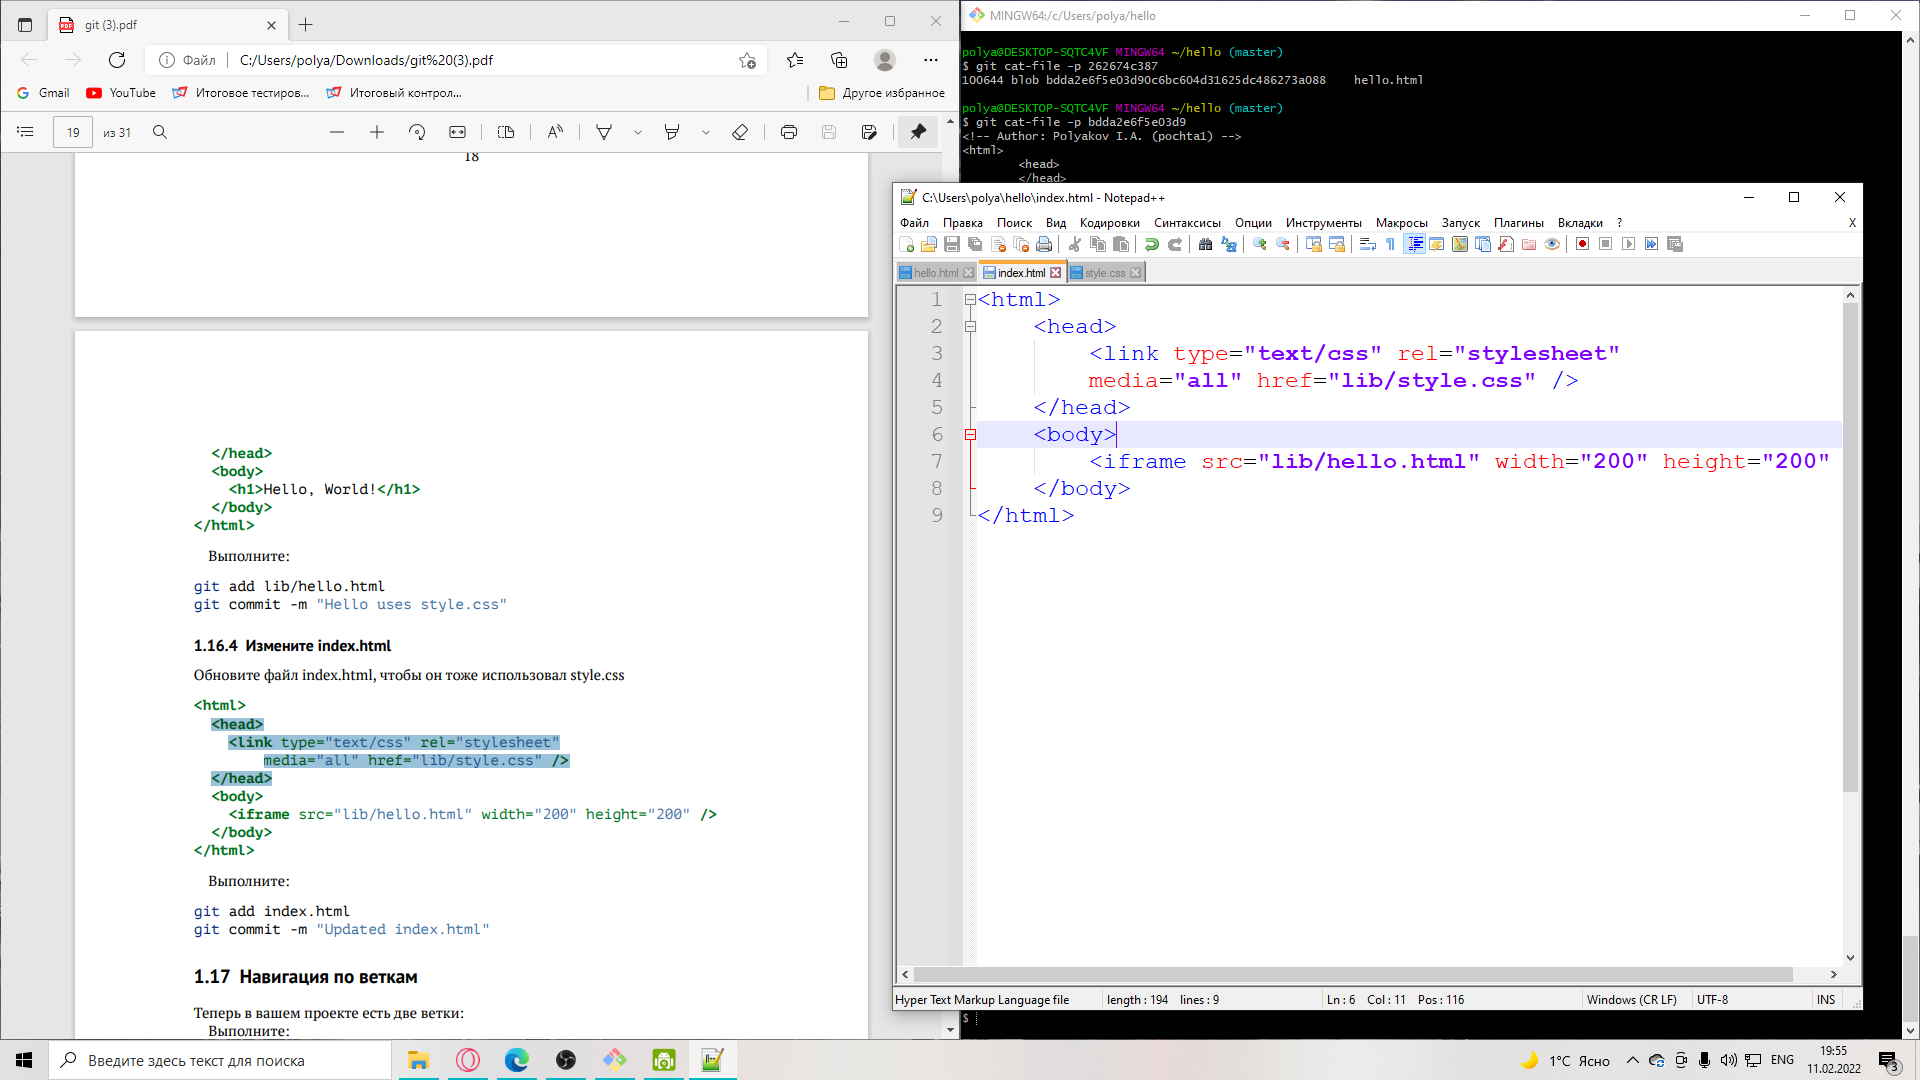 git (3).pdf
Файл
C:/Users/polya/Downloads/git%20(3).pdf
Gmail
YouTube
Итоговое тестиров...
Итоговый контрол...
Другое избранное
19
из 31
18
</head>
<body>
<h1>Hello, World!</h1>
</body>
</html>
Выполните:
git add lib/hello.html
git commit -m "Hello uses style.css"
1.16.4 Измените index.html
Обновите файл index.html, чтобы он тоже использовал style.css
<html>
<head>
<link type="text/css" rel="stylesheet"
media="all" href="lib/style.css" />
</head>
<body>
<iframe src="lib/hello.html" width="200" height="200" />
</body>
</html>
Выполните:
git add index.html
git commit -m "Updated index.html"
1.17 Навигация по веткам
Теперь в вашем проекте есть две ветки:
Выполните:
MINGW64:/c/Users/polya/hello
polya@DESKTOP-SQTC4VF MINGW64 ~/hello (master)
$ git cat-file -p 262674c387
100644 blob bdda2e6f5e03d90c6bc604d31625dc486273a088 hello.html
polya@DESKTOP-SQTC4VF MINGW64 ~/hello (master)
$ git cat-file -p bdda2e6f5e03d9
<!-- Author: Polyakov I.A. (pochta1) -->
<html>
<head>
</head>
C:\Users\polya\hello\index.html - Notepad++
Файл Правка Поиск Вид Кодировки Синтаксисы Опции Инструменты Макросы Запуск Плагины Вкладки ? X
hello.html index.html style.css
1 <html>
2 <head>
3 <link type="text/css" rel="stylesheet"
4 media="all" href="lib/style.css" />
5 </head>
6 <body>
7 <iframe src="lib/hello.html" width="200" height="200"
8 </body>
9 </html>
Hyper Text Markup Language file length : 194 lines : 9 Ln : 6 Col : 11 Pos : 116 Windows (CR LF) UTF-8 INS
$
Введите здесь текст для поиска
1°C Ясно
ENG
19:55
11.02.2022
3